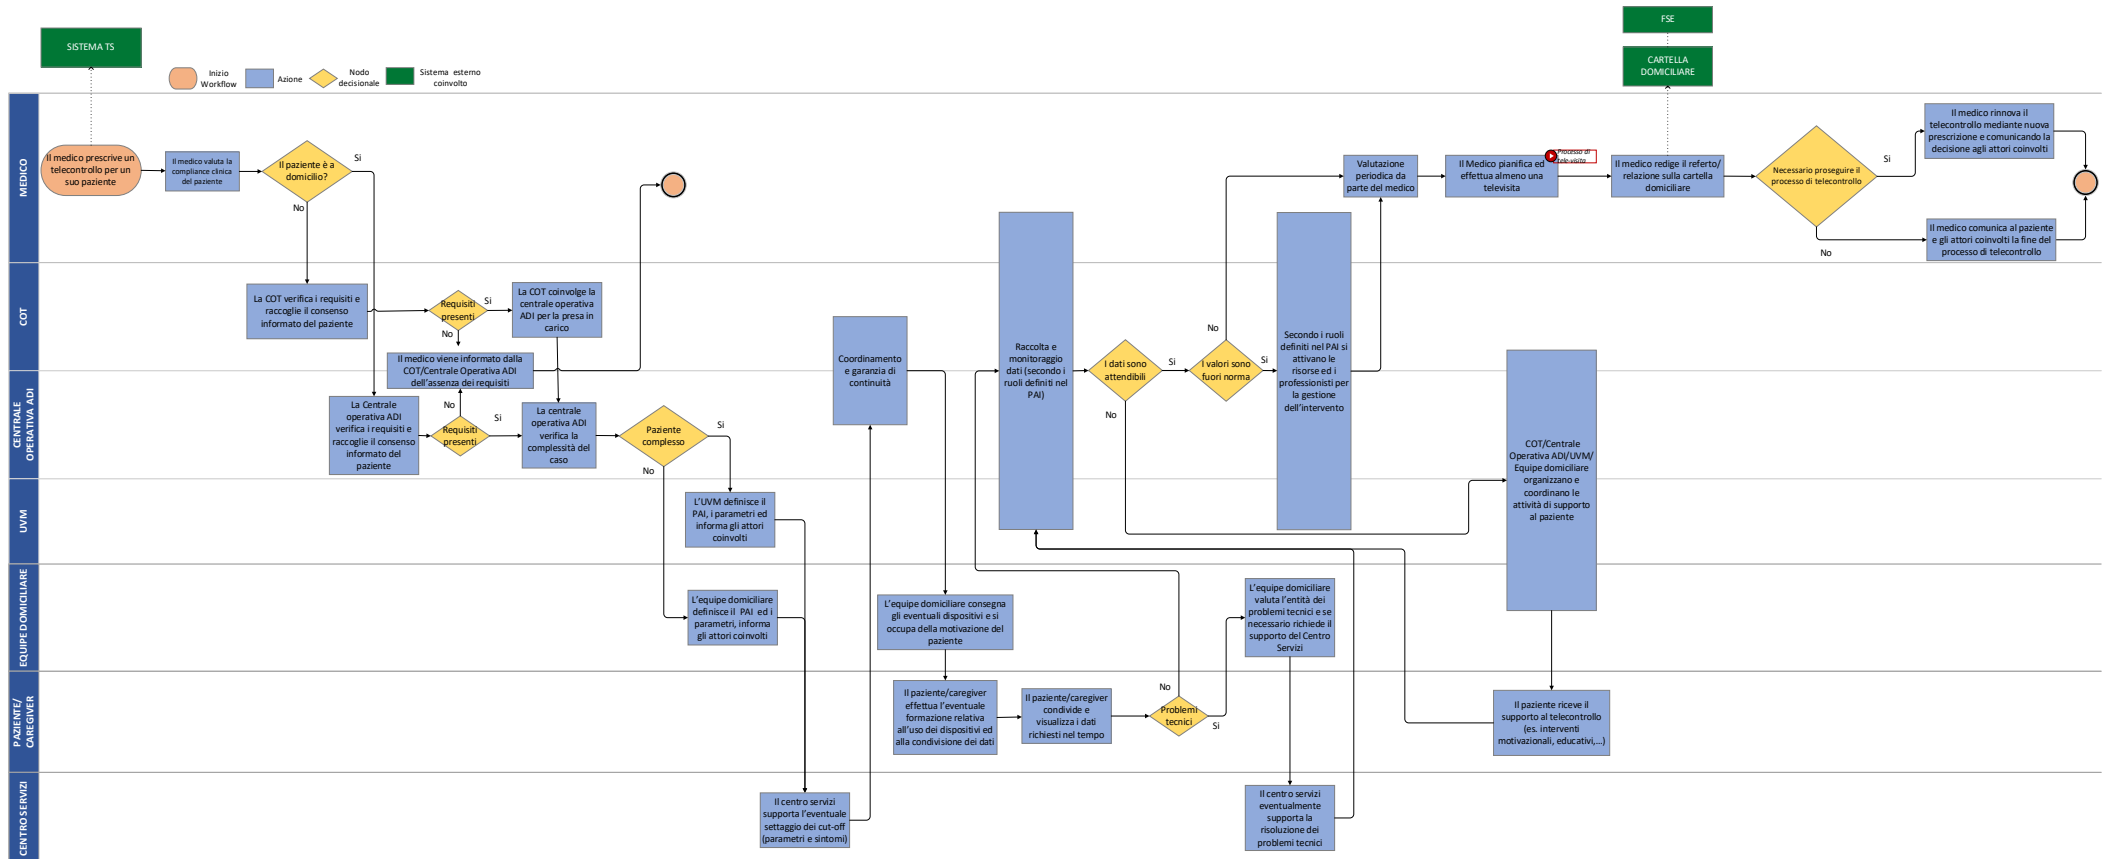 FSE
SISTEMA TS
CARTELLA
DOMICILIARE
Inizio
Workflow
Azione
Nodo
decisionale
Sistema esterno
coinvolto
MEDICO
Il medico prescrive un
telecontrollo per un
suo paziente
Il medico valuta la
compliance clinica
del paziente
Il paziente è a
domicilio?
Si
No
Valutazione
periodica da
parte del medico
Il Medico pianifica ed
effettua almeno una
televisita
Processo di
tele-visita
Il medico redige il referto/
relazione sulla cartella
domiciliare
Necessario proseguire il
processo di telecontrollo
Si
No
Il medico rinnova il
telecontrollo mediante nuova
prescrizione e comunicando la
decisione agli attori coinvolti
Il medico comunica al paziente
e gli attori coinvolti la fine del
processo di telecontrollo
COT
La COT verifica i requisiti e
raccoglie il consenso
informato del paziente
Requisiti
presenti
Si
No
La COT coinvolge la
centrale operativa
ADI per la presa in
carico
Il medico viene informato dalla
COT/Centrale Operativa ADI
dell'assenza dei requisiti
Coordinamento
e garanzia di
continuità
Raccolta e
monitoraggio
dati (secondo i
ruoli definiti nel
PAI)
I dati sono
attendibili
Si
No
I valori sono
fuori norma
No
Si
Secondo i ruoli
definiti nel PAI si
attivano le
risorse ed i
professionisti per
la gestione
dell'intervento
CENTRALE
OPERATIVA ADI
La Centrale
operativa ADI
verifica i requisiti e
raccoglie il consenso
informato del
paziente
Requisiti
presenti
No
Si
La centrale
operativa ADI
verifica la
complessità del
caso
Paziente
complesso
Si
No
COT/Centrale
Operativa ADI/UVM/
Equipe domiciliare
organizzano e
coordinano le
attività di supporto
al paziente
UVM
L'UVM definisce il
PAI, i parametri ed
informa gli attori
coinvolti
EQUIPE DOMICILIARE
L'equipe domiciliare
definisce il PAI ed i
parametri, informa
gli attori coinvolti
L'equipe domiciliare consegna
gli eventuali dispositivi e si
occupa della motivazione del
paziente
L'equipe domiciliare
valuta l'entità dei
problemi tecnici e se
necessario richiede il
supporto del Centro
Servizi
PAZIENTE/
CAREGIVER
Il paziente/caregiver
effettua l'eventuale
formazione relativa
all'uso dei dispositivi ed
alla condivisione dei dati
Il paziente/caregiver
condivide e
visualizza i dati
richiesti nel tempo
Problemi
tecnici
No
Si
Il paziente riceve il
supporto al telecontrollo
(es. interventi
motivazionali, educativi,...)
CENTRO SERVIZI
Il centro servizi
supporta l'eventuale
settaggio dei cut-off
(parametri e sintomi)
Il centro servizi
eventualmente
supporta la
risoluzione dei
problemi tecnici